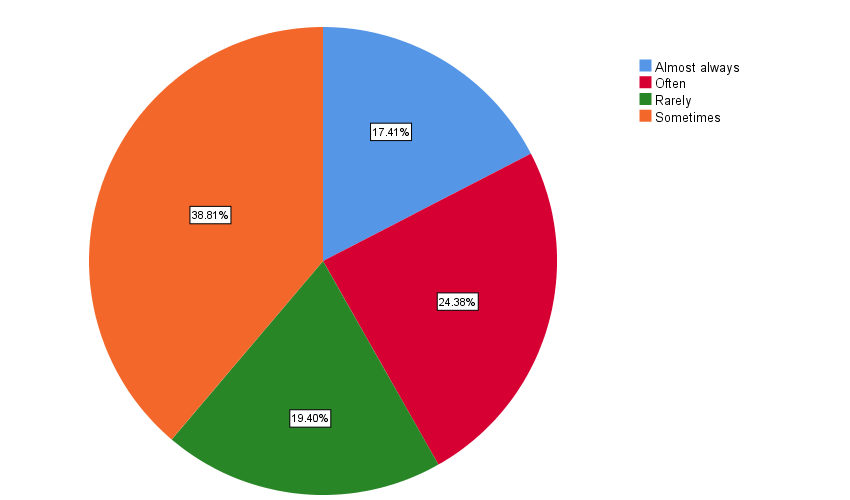 Almost always
Often
Rarely
Sometimes
17.41%
38.81%
24.38%
19.40%